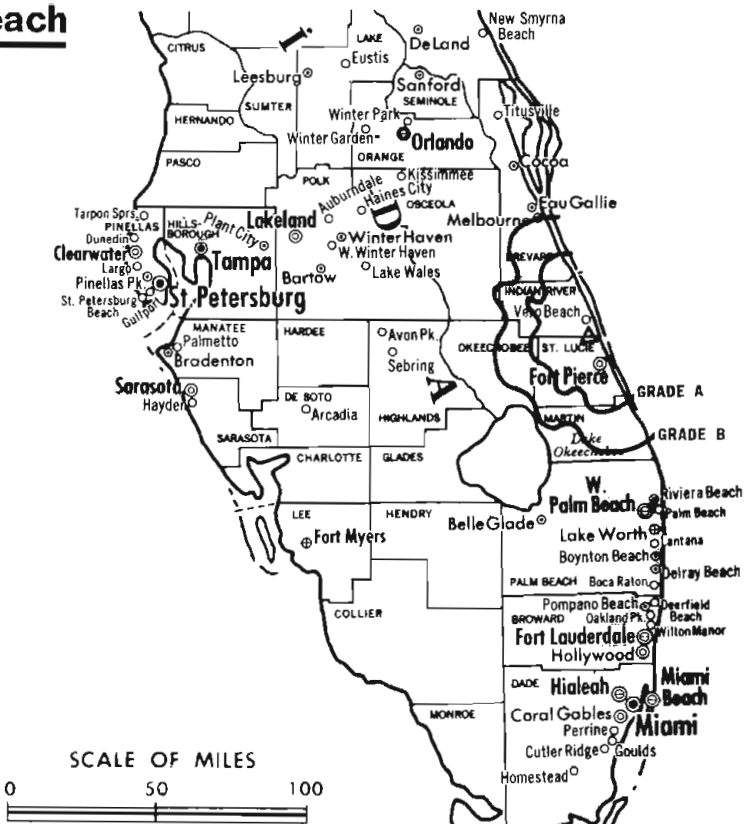 each
New Smyrna
Beach
CITRUS
LAKE
DeLand
Eustis
Leesburg
Sanford
SEMINOLE
SUMTER
Winter Park
Titusville
HERNANDO
Winter Garden
Orlando
ORANGE
PASCO
Kissimmee
Cocoa
POLK
Auburndale
Haines City
OSCEOLA
Eau Gallie
Melbourne
Tarpon Sprs.
PINELLAS
HILLS-
BOROUGH
Plant City
Lakeland
D
Dunedin
Clearwater
Tampa
Winter Haven
W. Winter Haven
BREVARD
Largo
Lake Wales
Bartow
Pinellas Pk.
St. Petersburg
INDIAN RIVER
St. Petersburg
Beach
Gulfport
Vero Beach
MANATEE
HARDEE
Avon Pk.
Palmetto
OKEECHOBEE
ST. LUCIE
Bradenton
Sebring
Fort Pierce
Sarasota
A
Hayden
DE SOTO
Arcadia
GRADE A
HIGHLANDS
MARTIN
GRADE B
SARASOTA
Lake
Okeechobee
CHARLOTTE
GLADES
W.
Palm Beach
Riviera Beach
Palm Beach
LEE
HENDRY
Belle Glade
Fort Myers
Lake Worth
Lantana
Boynton Beach
Delray Beach
PALM BEACH
Boca Raton
Pompano Beach
Deerfield
Beach
COLLIER
BROWARD
Oakland Pk.
Wilton Manor
Fort Lauderdale
Hollywood
DADE
Hialeah
Miami
Beach
MONROE
Coral Gables
Miami
Perrine
Cutler Ridge
Goulds
Homestead
SCALE OF MILES
0 50 100